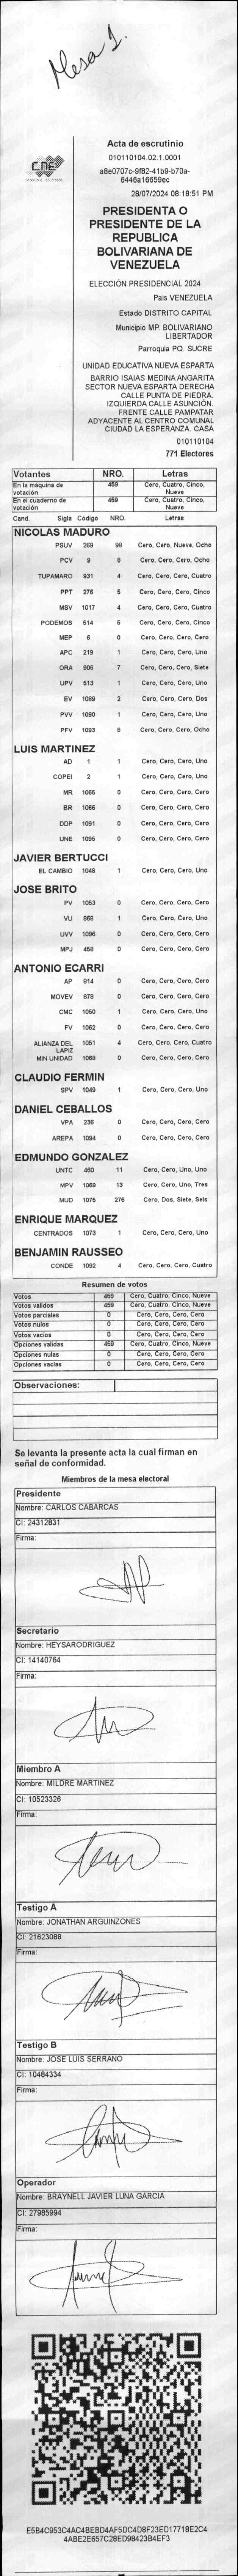 Mesa 1.
CNE
Acta de escrutinio
010110104.02.1.0001
a8e0707c-9f82-41b9-b70a-
6446a16659ec
28/07/2024 08:18:51 PM
PRESIDENTA O
PRESIDENTE DE LA
REPUBLICA
BOLIVARIANA DE
VENEZUELA
ELECCIÓN PRESIDENCIAL 2024
País VENEZUELA
Estado DISTRITO CAPITAL
Municipio MP. BOLIVARIANO
LIBERTADOR
Parroquia PQ. SUCRE
UNIDAD EDUCATIVA NUEVA ESPARTA
BARRIO ISAIAS MEDINA ANGARITA
SECTOR NUEVA ESPARTA DERECHA
CALLE PUNTA DE PIEDRA.
IZQUIERDA CALLE ASUNCIÓN.
FRENTE CALLE PAMPATAR
ADYACENTE AL CENTRO COMUNAL
CIUDAD LA ESPERANZA. CASA
010110104
771 Electores
Votantes NRO. Letras
En la máquina de votación 459 Cero, Cuatro, Cinco, Nueve
En el cuaderno de votación 459 Cero, Cuatro, Cinco, Nueve
Cand. Sigla Código NRO. Letras
NICOLAS MADURO
PSUV 269 98 Cero, Cero, Nueve, Ocho
PCV 9 8 Cero, Cero, Cero, Ocho
TUPAMARO 931 4 Cero, Cero, Cero, Cuatro
PPT 276 5 Cero, Cero, Cero, Cinco
MSV 1017 4 Cero, Cero, Cero, Cuatro
PODEMOS 514 5 Cero, Cero, Cero, Cinco
MEP 6 0 Cero, Cero, Cero, Cero
APC 219 1 Cero, Cero, Cero, Uno
ORA 906 7 Cero, Cero, Cero, Siete
UPV 513 1 Cero, Cero, Cero, Uno
EV 1089 2 Cero, Cero, Cero, Dos
PVV 1090 1 Cero, Cero, Cero, Uno
PFV 1093 8 Cero, Cero, Cero, Ocho
LUIS MARTINEZ
AD 1 1 Cero, Cero, Cero, Uno
COPEI 2 1 Cero, Cero, Cero, Uno
MR 1065 0 Cero, Cero, Cero, Cero
BR 1066 0 Cero, Cero, Cero, Cero
DDP 1091 0 Cero, Cero, Cero, Cero
UNE 1095 0 Cero, Cero, Cero, Cero
JAVIER BERTUCCI
EL CAMBIO 1048 1 Cero, Cero, Cero, Uno
JOSE BRITO
PV 1053 0 Cero, Cero, Cero, Cero
VU 868 1 Cero, Cero, Cero, Uno
UVV 1096 0 Cero, Cero, Cero, Cero
MPJ 458 0 Cero, Cero, Cero, Cero
ANTONIO ECARRI
AP 914 0 Cero, Cero, Cero, Cero
MOVEV 878 0 Cero, Cero, Cero, Cero
CMC 1050 1 Cero, Cero, Cero, Uno
FV 1062 0 Cero, Cero, Cero, Cero
ALIANZA DEL LAPIZ 1051 4 Cero, Cero, Cero, Cuatro
MIN UNIDAD 1068 0 Cero, Cero, Cero, Cero
CLAUDIO FERMIN
SPV 1049 1 Cero, Cero, Cero, Uno
DANIEL CEBALLOS
VPA 236 0 Cero, Cero, Cero, Cero
AREPA 1094 0 Cero, Cero, Cero, Cero
EDMUNDO GONZALEZ
UNTC 460 11 Cero, Cero, Uno, Uno
MPV 1069 13 Cero, Cero, Uno, Tres
MUD 1075 276 Cero, Dos, Siete, Seis
ENRIQUE MARQUEZ
CENTRADOS 1073 1 Cero, Cero, Cero, Uno
BENJAMIN RAUSSEO
CONDE 1092 4 Cero, Cero, Cero, Cuatro
Resumen de votos
Votos 459 Cero, Cuatro, Cinco, Nueve
Votos validos 459 Cero, Cuatro, Cinco, Nueve
Votos parciales 0 Cero, Cero, Cero, Cero
Votos nulos 0 Cero, Cero, Cero, Cero
Votos vacios 0 Cero, Cero, Cero, Cero
Opciones validas 459 Cero, Cuatro, Cinco, Nueve
Opciones nulas 0 Cero, Cero, Cero, Cero
Opciones vacias 0 Cero, Cero, Cero, Cero
Observaciones:
Se levanta la presente acta la cual firman en
señal de conformidad.
Miembros de la mesa electoral
Presidente
Nombre: CARLOS CABARCAS
CI: 24312831
Firma:
Secretario
Nombre: HEYSARODRIGUEZ
CI: 14140764
Firma:
Miembro A
Nombre: MILDRE MARTINEZ
CI: 10523326
Firma:
Testigo A
Nombre: JONATHAN ARGUINZONES
CI: 21623088
Firma:
Testigo B
Nombre: JOSE LUIS SERRANO
CI: 10484334
Firma:
Operador
Nombre: BRAYNELL JAVIER LUNA GARCIA
CI: 27985994
Firma:
E5B4C953C4AC4BEBD4AF5DC4D8F23ED17718E2C4
4ABE2E657C28ED98423B4EF3